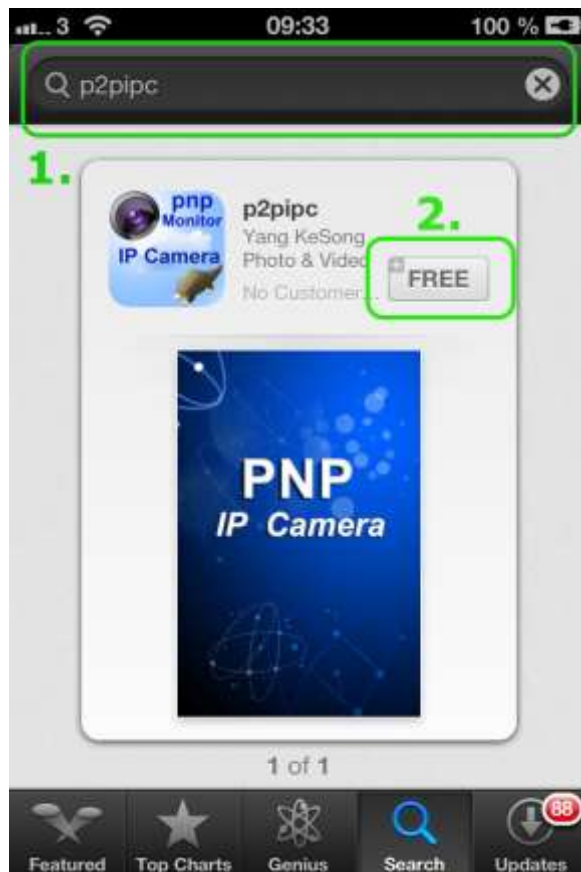 ...3 09:33 100 %
p2pipc
1.
pnp
Monitor
IP Camera
p2pipc
Yang KeSong
Photo & Video
No Customer...
2.
FREE
PNP
IP Camera
1 of 1
88
Featured Top Charts Genius Search Updates